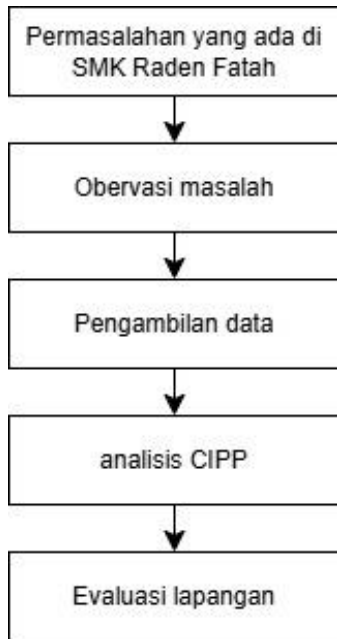 Permasalahan yang ada di
SMK Raden Fatah
Obervasi masalah
Pengambilan data
analisis CIPP
Evaluasi lapangan